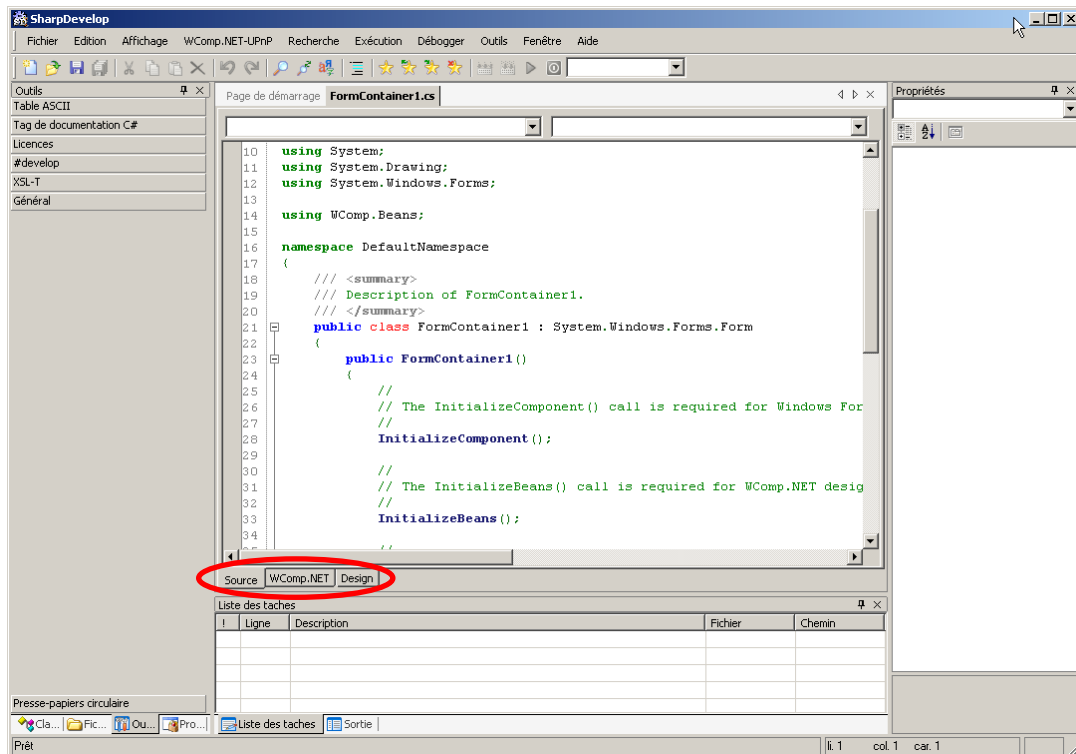 SharpDevelop
Fichier Edition Affichage WComp.NET-UPnP Recherche Exécution Débogger Outils Fenêtre Aide
Outils
Table ASCII
Tag de documentation C#
Licences
#develop
XSL-T
Général
Presse-papiers circulaire
Cla... Fic... Ou... Pro...
Page de démarrage FormContainer1.cs
10 using System;
11 using System.Drawing;
12 using System.Windows.Forms;
13
14 using WComp.Beans;
15
16 namespace DefaultNamespace
17 {
18 /// <summary>
19 /// Description of FormContainer1.
20 /// </summary>
21 public class FormContainer1 : System.Windows.Forms.Form
22 {
23 public FormContainer1()
24 {
25 //
26 // The InitializeComponent() call is required for Windows For
27 //
28 InitializeComponent();
29
30 //
31 // The InitializeBeans() call is required for WComp.NET desig
32 //
33 InitializeBeans();
34
35 //
Source WComp.NET Design
Liste des taches
! Ligne Description Fichier Chemin
Liste des taches Sortie
Propriétés
Prêt
li. 1 col. 1 car. 1